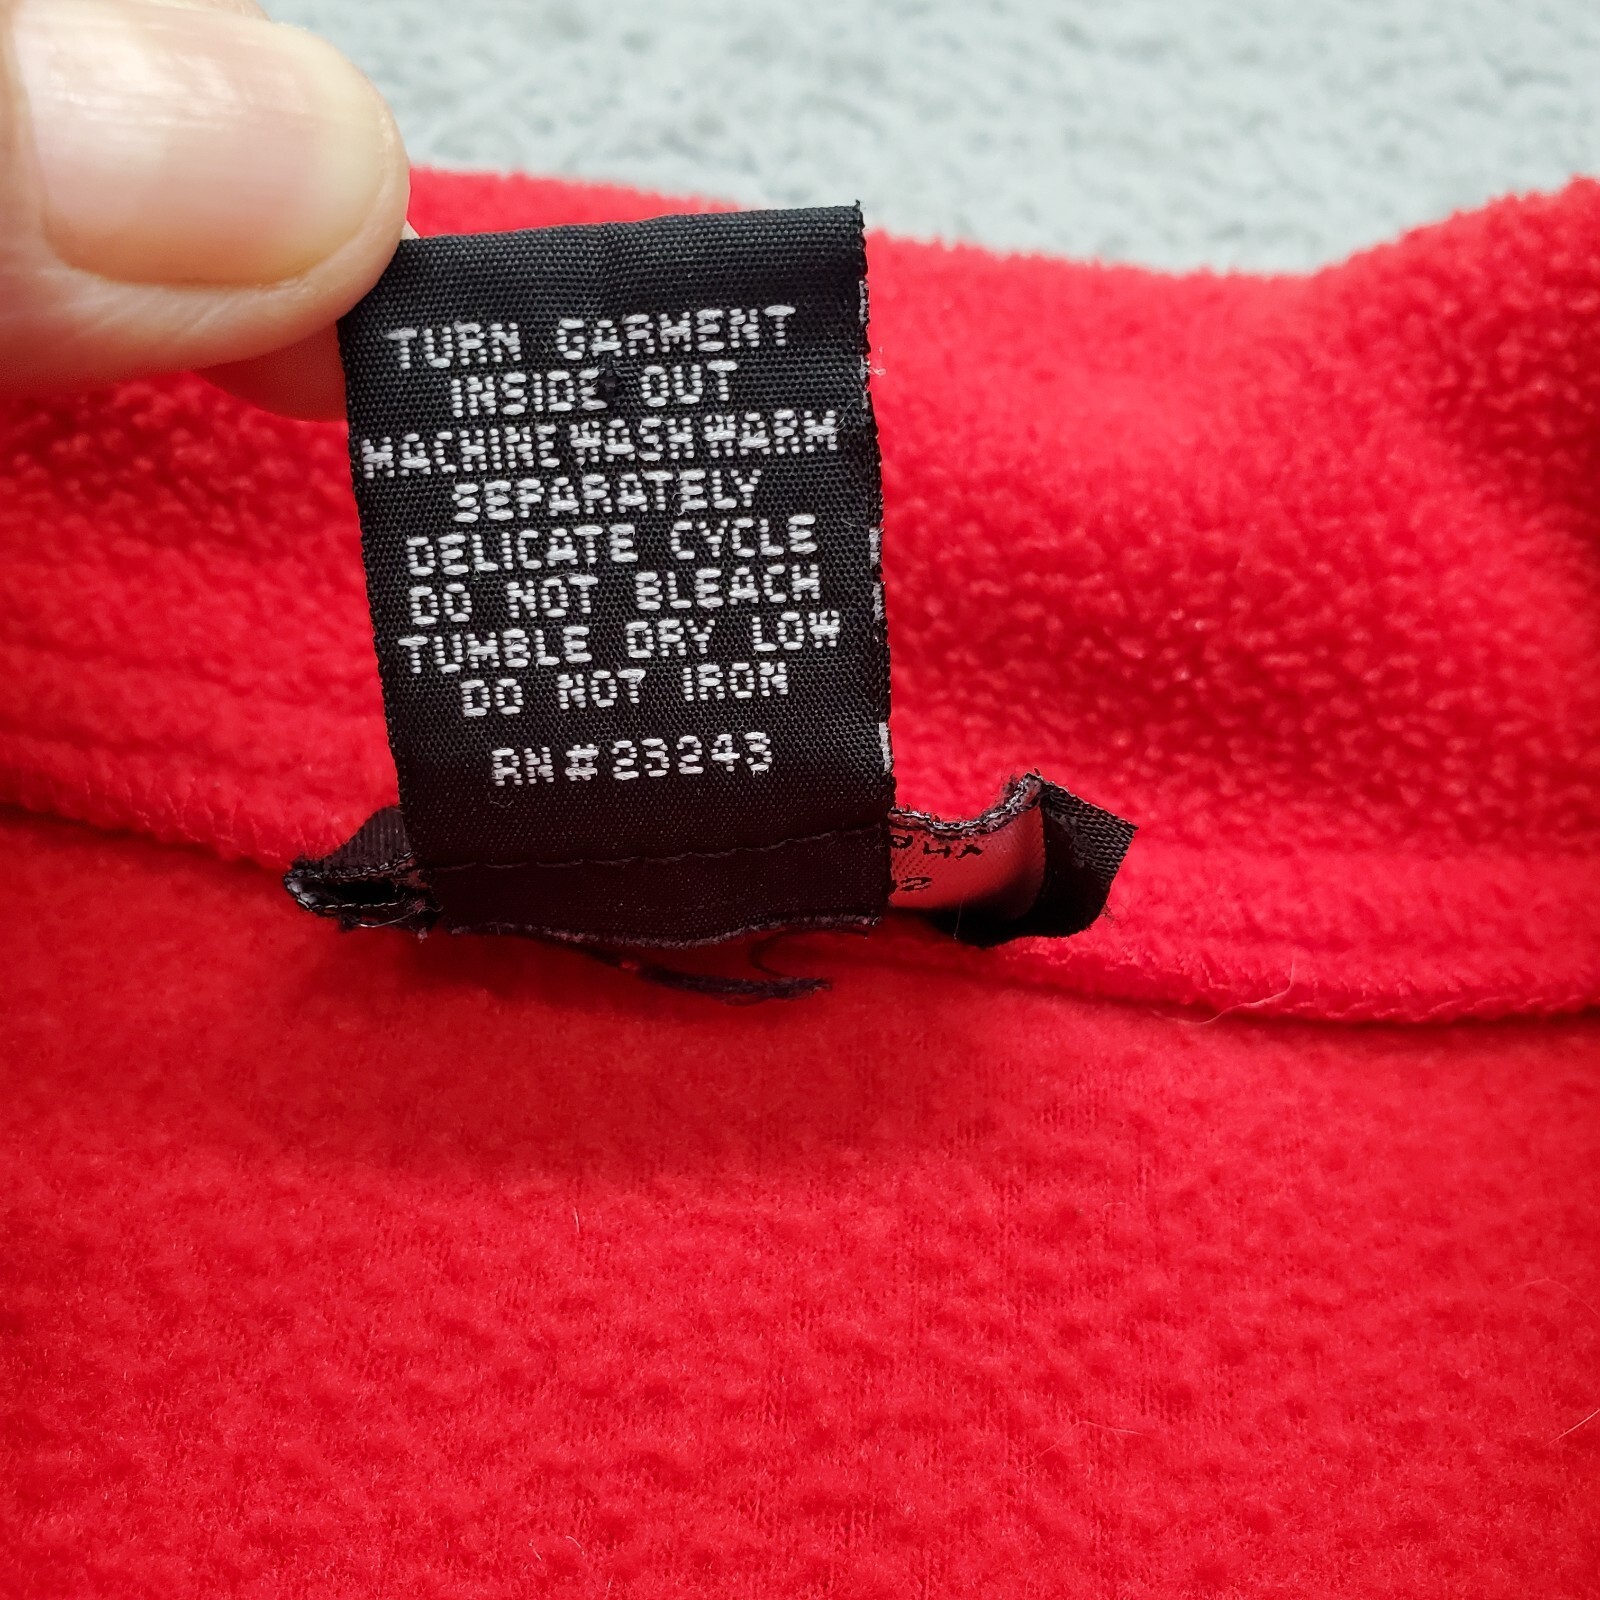 TURN GARMENT
INSIDE OUT
MACHINE WASH WARM
SEPARATELY
DELICATE CYCLE
DO NOT BLEACH
TUMBLE DRY LOW
DO NOT IRON
RN#23243